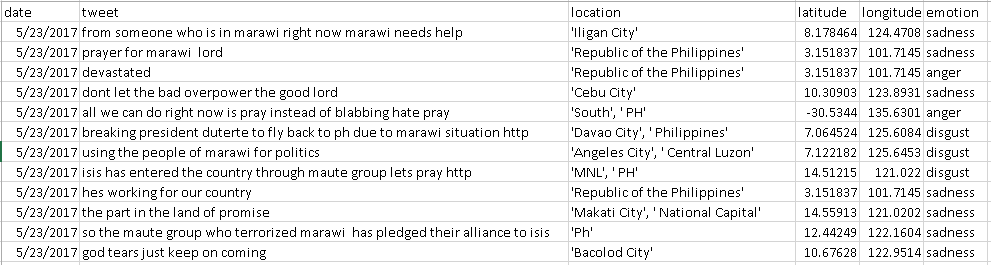 date tweet location latitude longitude emotion
5/23/2017 from someone who is in marawi right now marawi needs help 'Iligan City' 8.178464 124.4708 sadness
5/23/2017 prayer for marawi  lord 'Republic of the Philippines' 3.151837 101.7145 sadness
5/23/2017 devastated 'Republic of the Philippines' 3.151837 101.7145 anger
5/23/2017 dont let the bad overpower the good lord 'Cebu City' 10.30903 123.8931 sadness
5/23/2017 all we can do right now is pray instead of blabbing hate pray 'South', ' PH' -30.5344 135.6301 anger
5/23/2017 breaking president duterte to fly back to ph due to marawi situation http 'Davao City', ' Philippines' 7.064524 125.6084 disgust
5/23/2017 using the people of marawi for politics 'Angeles City', ' Central Luzon' 7.122182 125.6453 disgust
5/23/2017 isis has entered the country through maute group lets pray http 'MNL', ' PH' 14.51215 121.022 disgust
5/23/2017 hes working for our country 'Republic of the Philippines' 3.151837 101.7145 sadness
5/23/2017 the part in the land of promise 'Makati City', ' National Capital' 14.55913 121.0202 sadness
5/23/2017 so the maute group who terrorized marawi  has pledged their alliance to isis 'Ph' 12.44249 122.1604 sadness
5/23/2017 god tears just keep on coming 'Bacolod City' 10.67628 122.9514 sadness